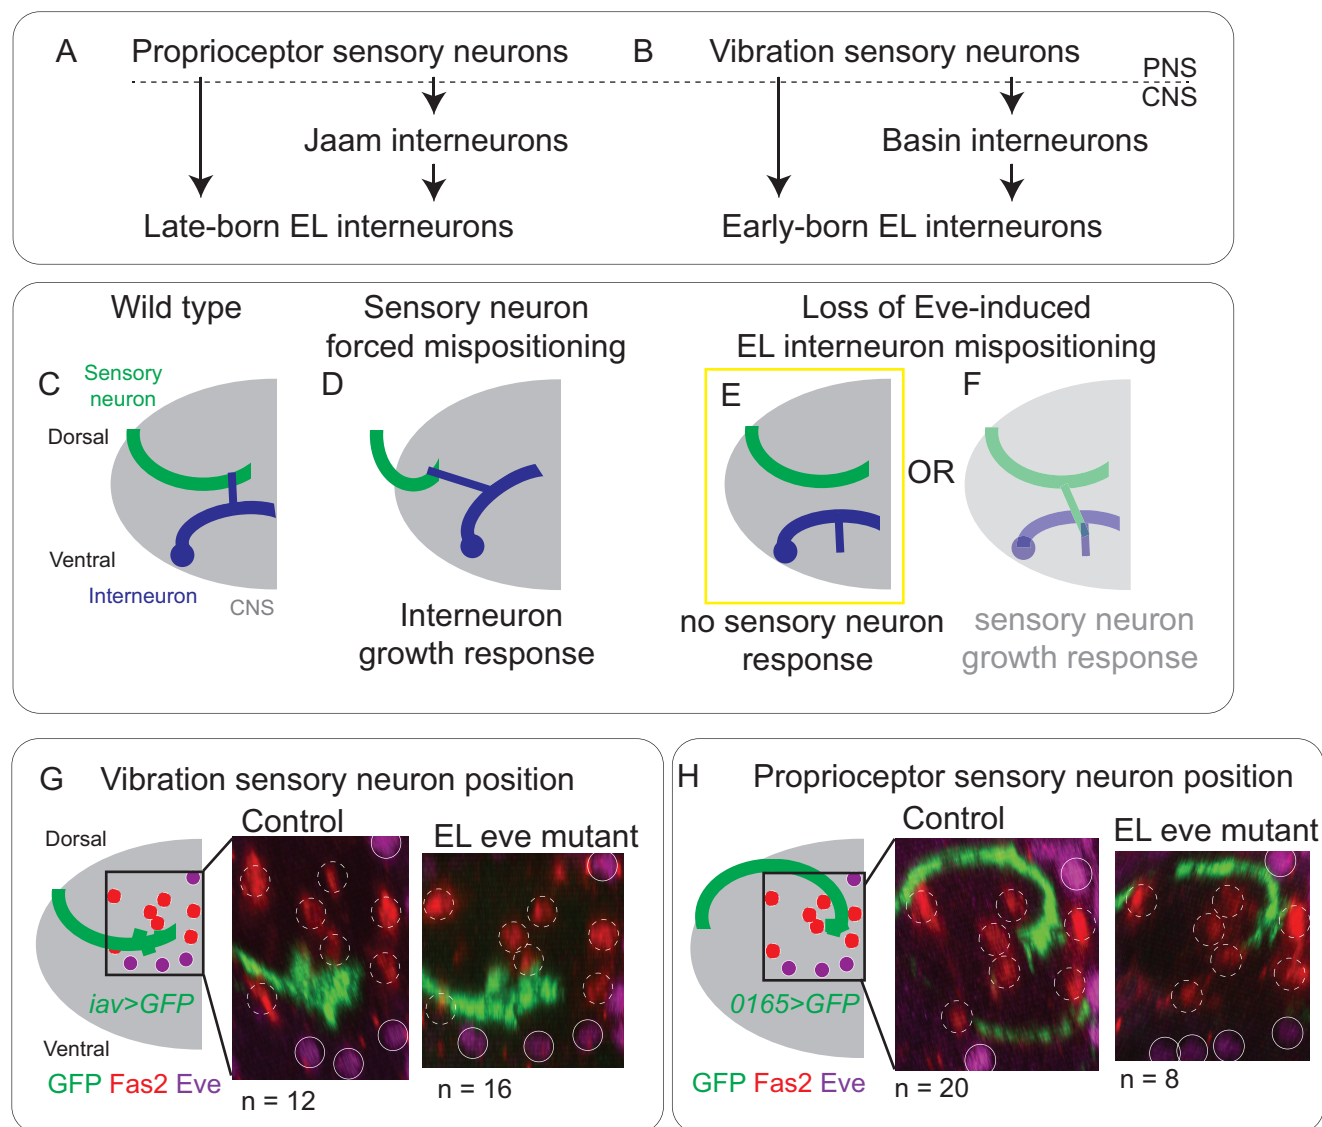 A Proprioceptor sensory neurons
B Vibration sensory neurons
PNS
CNS
Jaam interneurons
Basin interneurons
Late-born EL interneurons
Early-born EL interneurons
Wild type
Sensory neuron
forced mispositioning
Loss of Eve-induced
EL interneuron mispositioning
C Sensory
neuron
Dorsal
Ventral
Interneuron
CNS
D
Interneuron
growth response
E
OR
F
no sensory neuron
response
sensory neuron
growth response
G Vibration sensory neuron position
Control
EL eve mutant
Dorsal
iav>GFP
Ventral
GFP Fas2 Eve
n = 12
n = 16
H Proprioceptor sensory neuron position
Control
EL eve mutant
0165>GFP
GFP Fas2 Eve
n = 20
n = 8